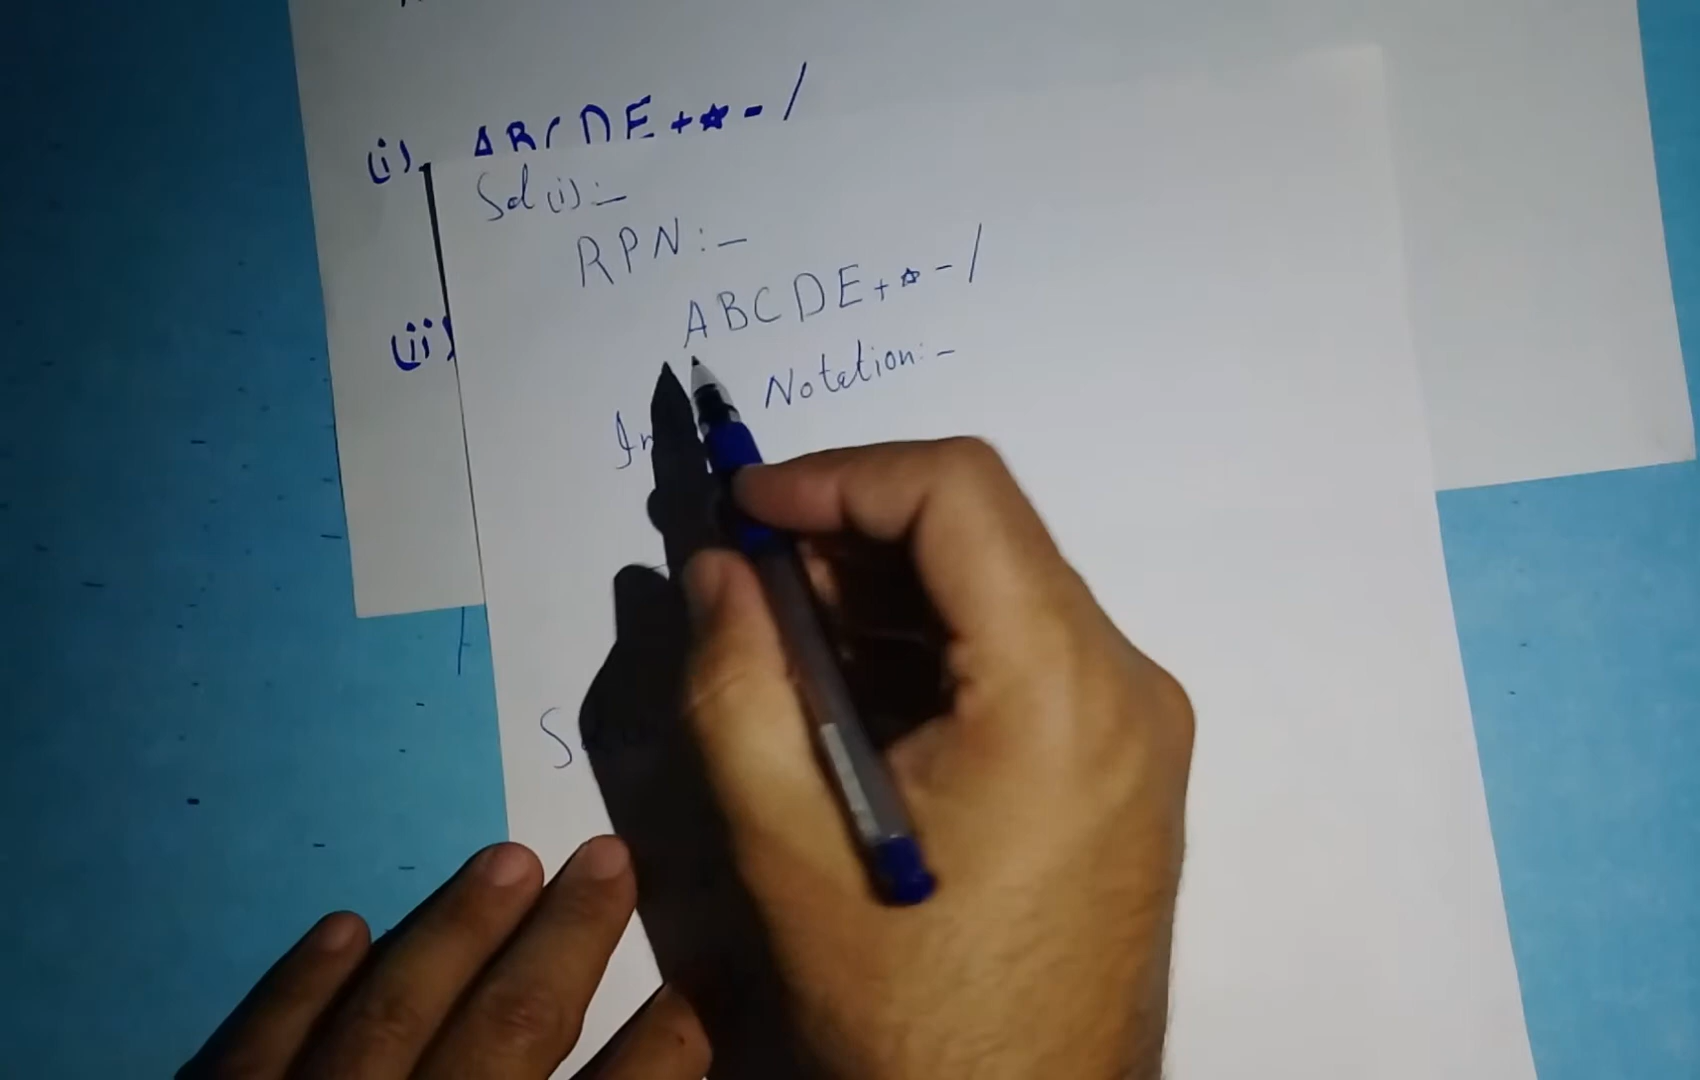 (i) ABCDE+*-/
Sol (i) :-
RPN :-
ABCDE+*-/
(ii)
Notation :-